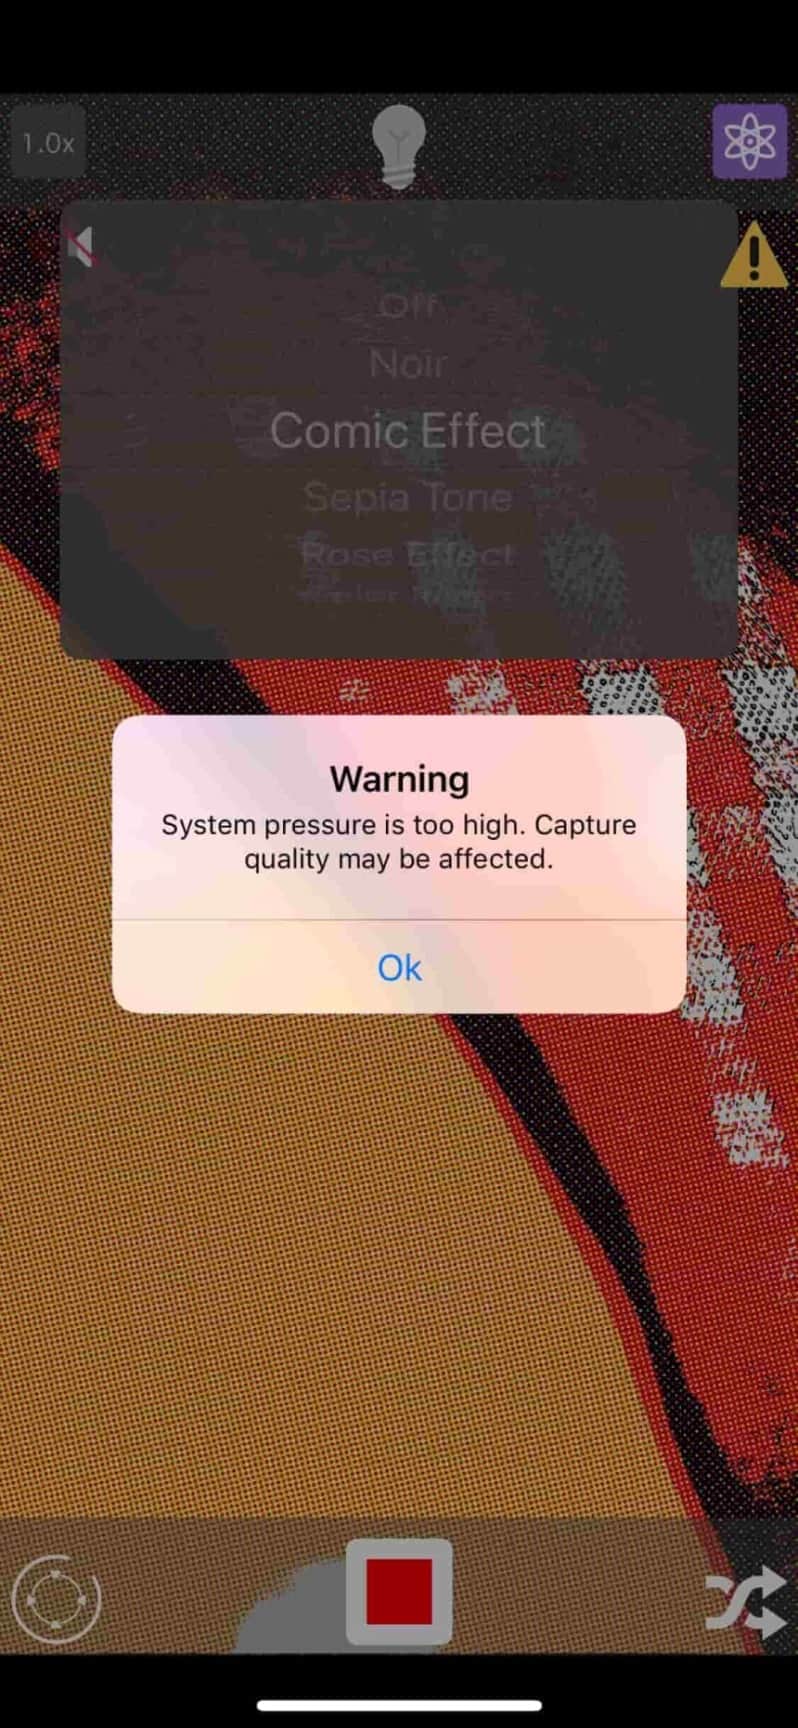 1.0x
Off
Noir
Comic Effect
Sepia Tone
Rose Effect
Warning
System pressure is too high. Capture
quality may be affected.
Ok